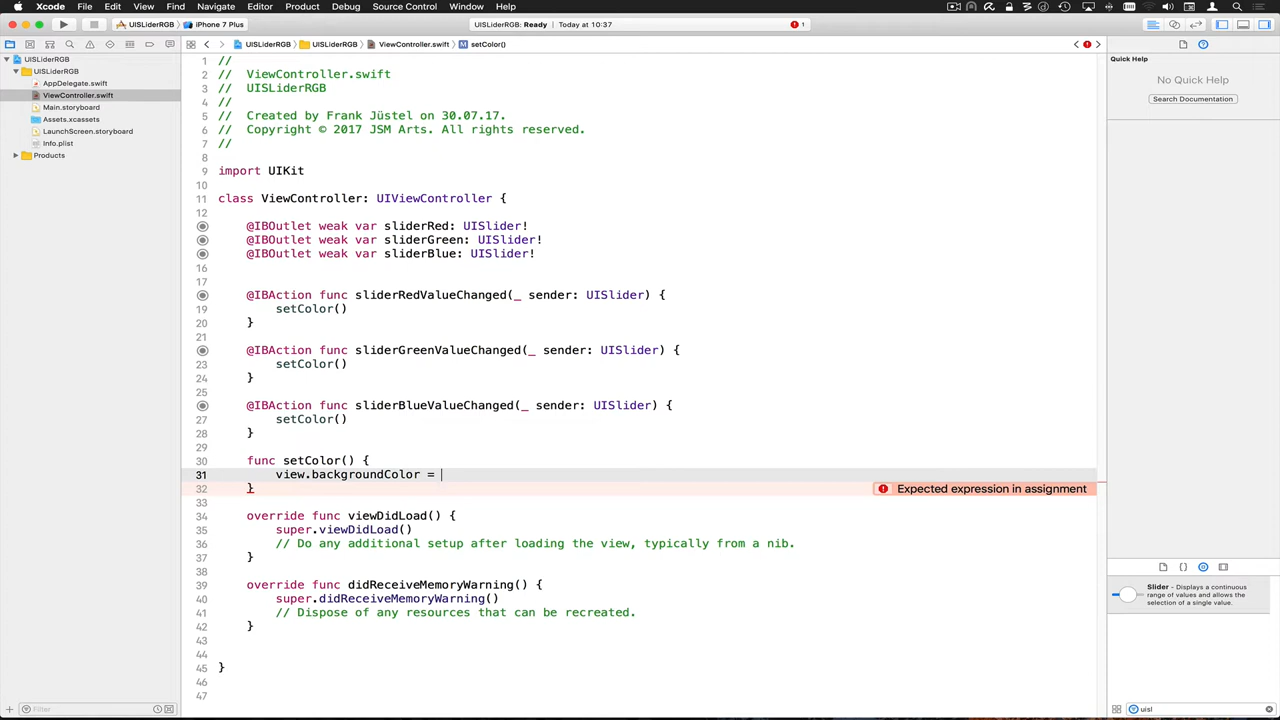 Xcode File Edit View Find Navigate Editor Product Debug Source Control Window Help
UISLiderRGB iPhone 7 Plus
UISLiderRGB: Ready Today at 10:37
1
UISLiderRGB UISLiderRGB ViewController.swift setColor()
UISLiderRGB
UISLiderRGB
AppDelegate.swift
ViewController.swift
Main.storyboard
Assets.xcassets
LaunchScreen.storyboard
Info.plist
Products
Filter
1 //
2 // ViewController.swift
3 // UISLiderRGB
4 //
5 // Created by Frank Jüstel on 30.07.17.
6 // Copyright © 2017 JSM Arts. All rights reserved.
7 //
8
9 import UIKit
10
11 class ViewController: UIViewController {
12
@IBOutlet weak var sliderRed: UISlider!
@IBOutlet weak var sliderGreen: UISlider!
@IBOutlet weak var sliderBlue: UISlider!
16
17
@IBAction func sliderRedValueChanged(_ sender: UISlider) {
19 setColor()
20 }
21
@IBAction func sliderGreenValueChanged(_ sender: UISlider) {
23 setColor()
24 }
25
@IBAction func sliderBlueValueChanged(_ sender: UISlider) {
27 setColor()
28 }
29
30 func setColor() {
31 view.backgroundColor =
32 } Expected expression in assignment
33
34 override func viewDidLoad() {
35 super.viewDidLoad()
36 // Do any additional setup after loading the view, typically from a nib.
37 }
38
39 override func didReceiveMemoryWarning() {
40 super.didReceiveMemoryWarning()
41 // Dispose of any resources that can be recreated.
42 }
43
44
45 }
46
47
Quick Help
No Quick Help
Search Documentation
Slider - Displays a continuous
range of values and allows the
selection of a single value.
uisl